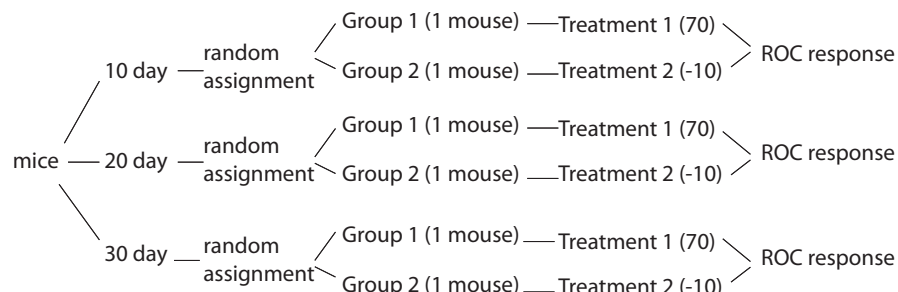 Group 1 (1 mouse) Treatment 1 (70)
10 day random assignment Group 2 (1 mouse) Treatment 2 (-10) ROC response
Group 1 (1 mouse) Treatment 1 (70)
mice 20 day random assignment Group 2 (1 mouse) Treatment 2 (-10) ROC response
Group 1 (1 mouse) Treatment 1 (70)
30 day random assignment Group 2 (1 mouse) Treatment 2 (-10) ROC response